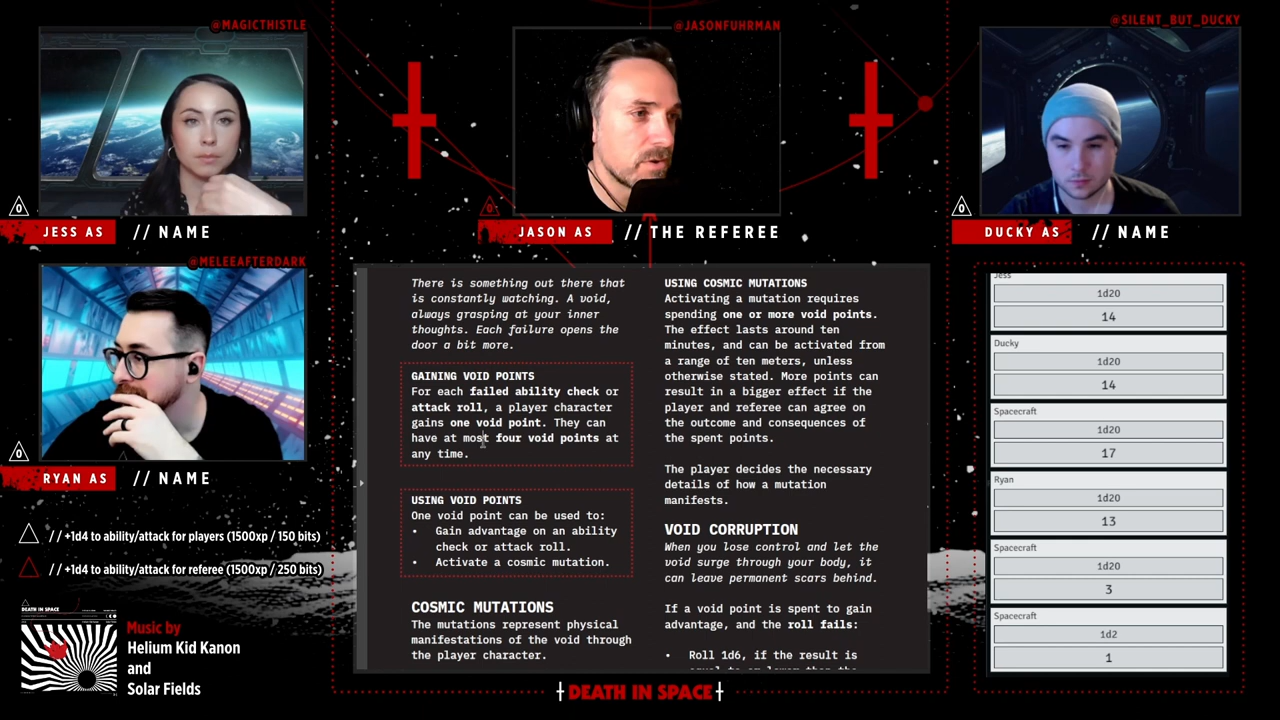 @MAGICTHISTLE
@JASONFUHRMAN
@SILENT_BUT_DUCKY
0
JESS AS // NAME
0
JASON AS // THE REFEREE
0
DUCKY AS // NAME
@MELEEAFTERDARK
0
RYAN AS // NAME
// +1d4 to ability/attack for players (1500xp / 150 bits)
// +1d4 to ability/attack for referee (1500xp / 250 bits)
DEATH IN SPACE
Music by
Helium Kid Kanon
and
Solar Fields
There is something out there that
is constantly watching. A void,
always grasping at your inner
thoughts. Each failure opens the
door a bit more.
GAINING VOID POINTS
For each failed ability check or
attack roll, a player character
gains one void point. They can
have at most four void points at
any time.
USING VOID POINTS
One void point can be used to:
• Gain advantage on an ability
check or attack roll.
• Activate a cosmic mutation.
COSMIC MUTATIONS
The mutations represent physical
manifestations of the void through
the player character.
USING COSMIC MUTATIONS
Activating a mutation requires
spending one or more void points.
The effect lasts around ten
minutes, and can be activated from
a range of ten meters, unless
otherwise stated. More points can
result in a bigger effect if the
player and referee can agree on
the outcome and consequences of
the spent points.
The player decides the necessary
details of how a mutation
manifests.
VOID CORRUPTION
When you lose control and let the
void surge through your body, it
can leave permanent scars behind.
If a void point is spent to gain
advantage, and the roll fails:
• Roll 1d6, if the result is
Jess
1d20
14
Ducky
1d20
14
Spacecraft
1d20
17
Ryan
1d20
13
Spacecraft
1d20
3
Spacecraft
1d2
1
DEATH IN SPACE